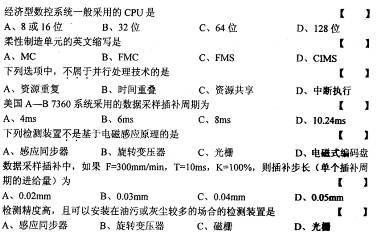 经济型数控系统一般采用的 CPU 是 【 】
A、8 或 16 位 B、32 位 C、64 位 D、128 位
柔性制造单元的英文缩写是 【 】
A、MC B、FMC C、FMS D、CIMS
下列选项中，不属于并行处理技术的是 【 】
A、资源重复 B、时间重叠 C、资源共享 D、中断执行
美国 A—B 7360 系统采用的数据采样插补周期为 【 】
A、4ms B、6ms C、8ms D、10.24ms
下列检测装置不是基于电磁感应原理的是 【 】
A、感应同步器 B、旋转变压器 C、光栅 D、电磁式编码盘
数据采样插补中，如果 F=300mm/min，T=10ms，K=100%，则插补步长（单个插补周
期的进给量）为 【 】
A、0.02mm B、0.03mm C、0.04mm D、0.05mm
检测精度高，且可以安装在油污或灰尘较多的场合的检测装置是 【 】
A、感应同步器 B、旋转变压器 C、磁栅 D、光栅